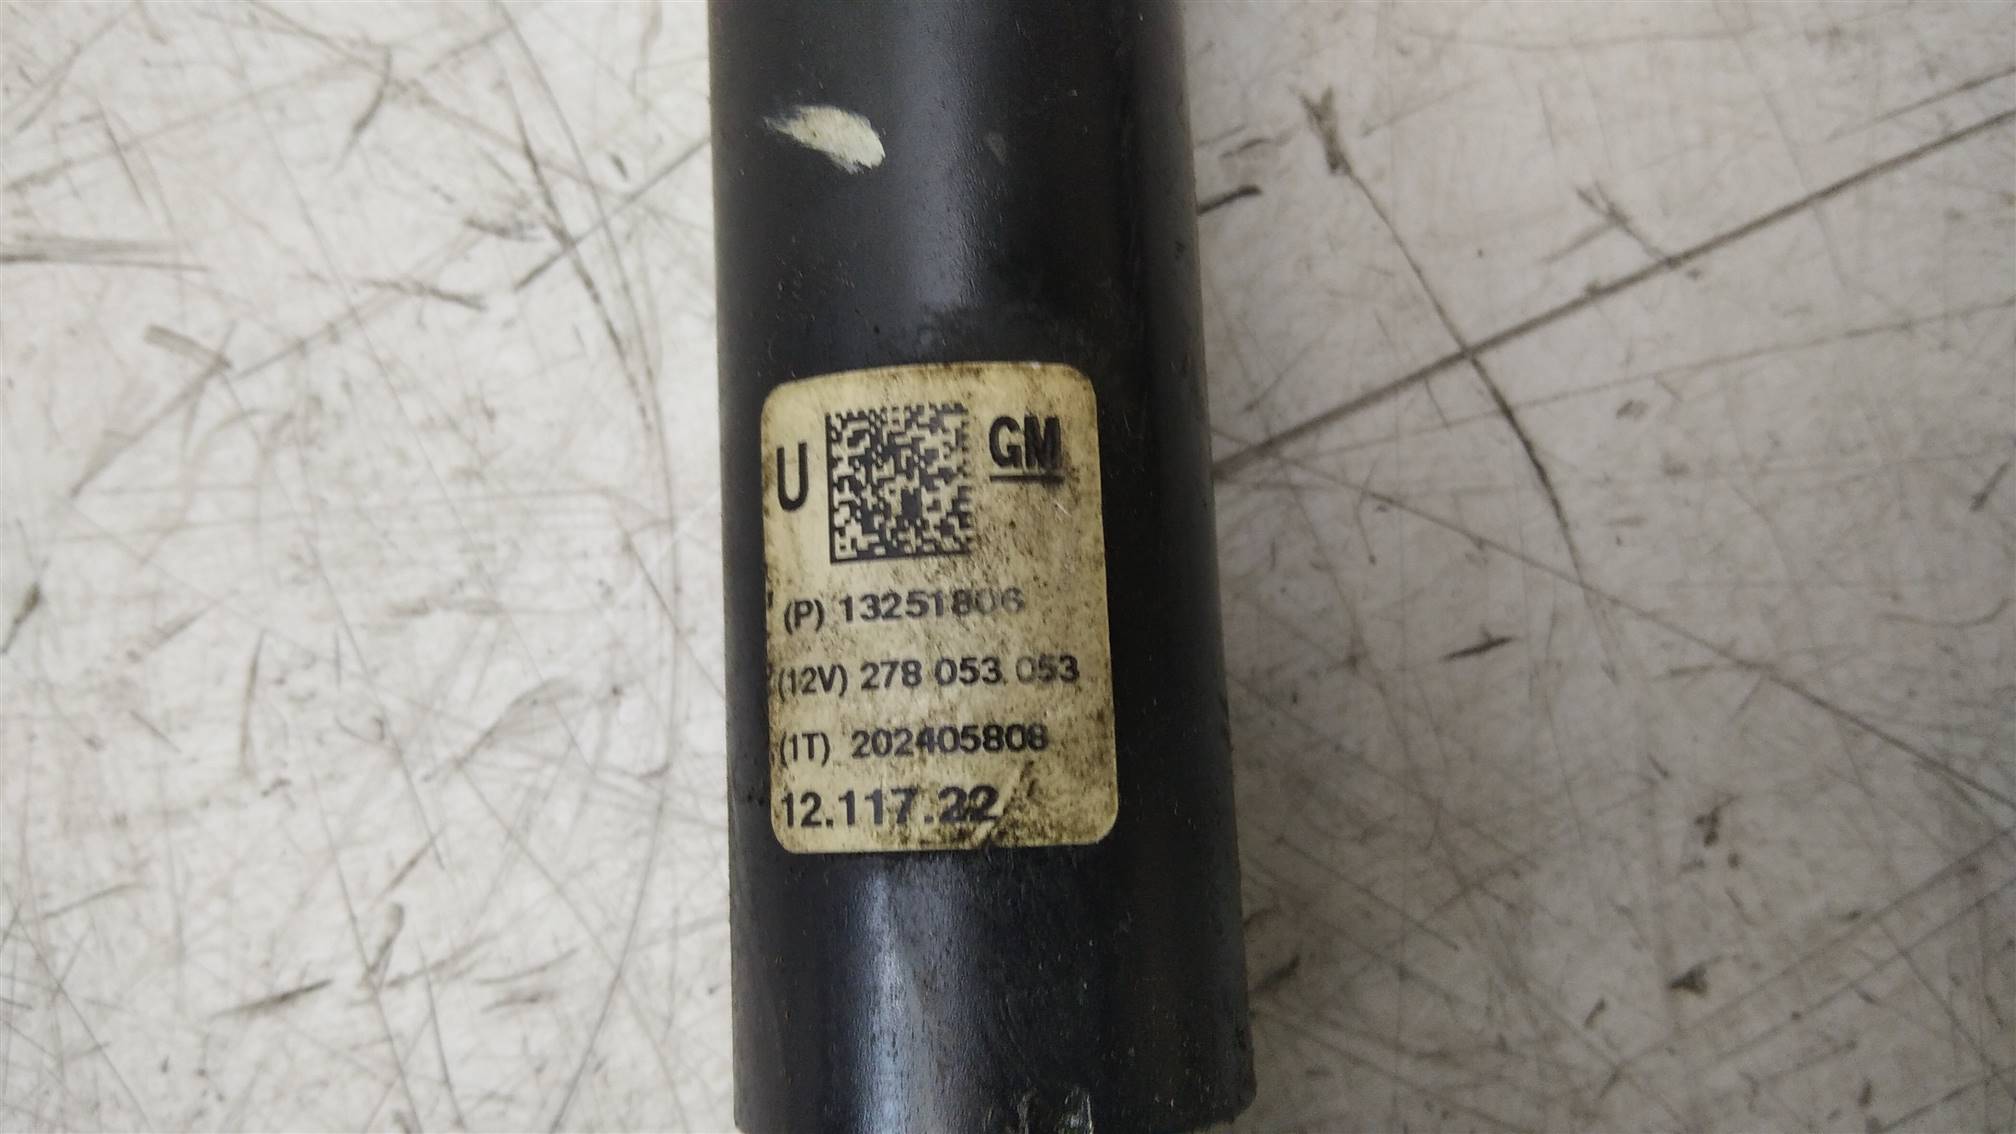 U GM
(P) 13251806
(12V) 278 053 053
(1T) 202405808
12.117.22